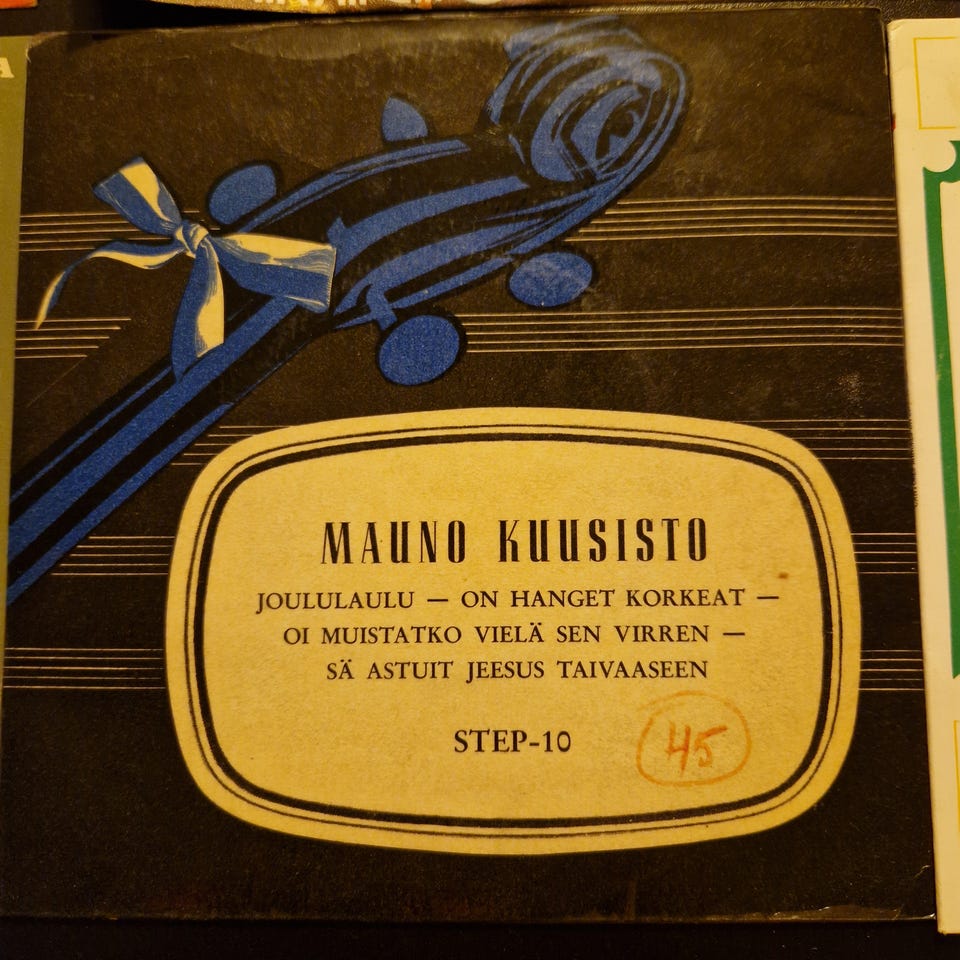 MAUNO KUUSISTO
JOULULAULU — ON HANGET KORKEAT —
OI MUISTATKO VIELÄ SEN VIRREN —
SÄ ASTUIT JEESUS TAIVAASEEN
STEP-10
45